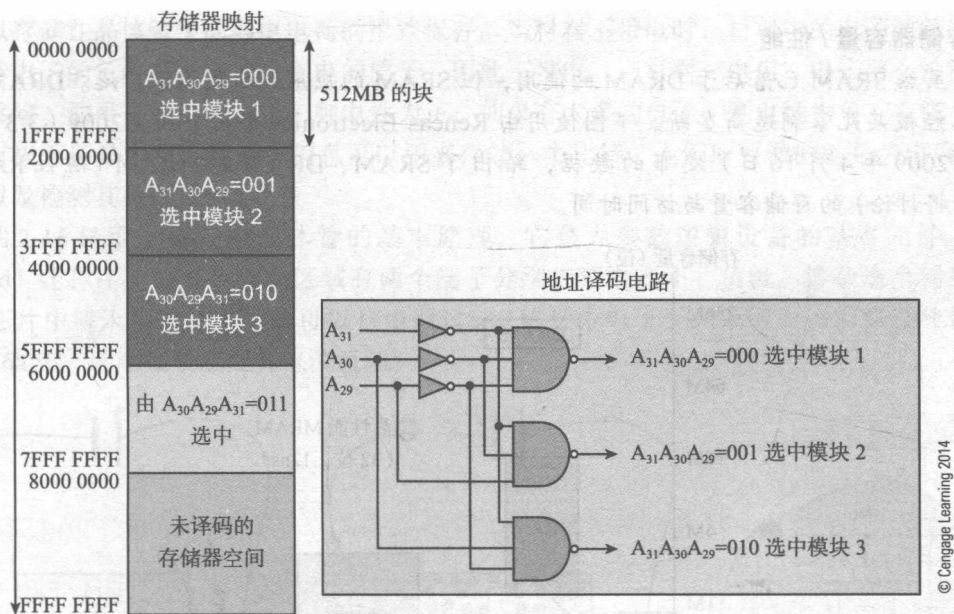 存储器映射
0000 0000
A₃₁A₃₀A₂₉=000
选中模块 1
512MB 的块
1FFF FFFF
2000 0000
A₃₀A₂₉A₃₁=001
选中模块 2
3FFF FFFF
4000 0000
A₃₀A₂₉A₃₁=010
选中模块 3
5FFF FFFF
6000 0000
由 A₃₀A₂₉A₃₁=011
选中
7FFF FFFF
8000 0000
未译码的
存储器空间
FFFF FFFF
地址译码电路
A₃₁
A₃₀
A₂₉
A₃₁A₃₀A₂₉=000 选中模块 1
A₃₁A₃₀A₂₉=001 选中模块 2
A₃₁A₃₀A₂₉=010 选中模块 3
© Cengage Learning 2014